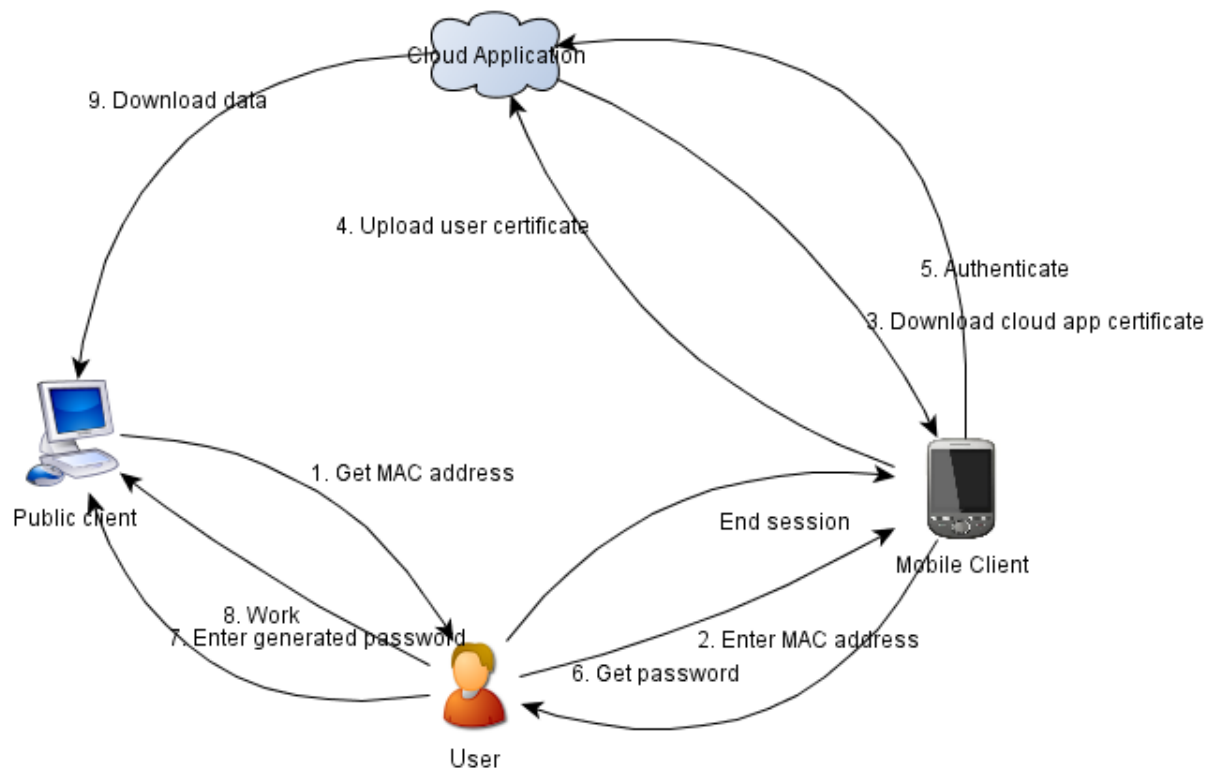 Cloud Application
9. Download data
4. Upload user certificate
5. Authenticate
3. Download cloud app certificate
1. Get MAC address
Public client
End session
Mobile Client
8. Work
7. Enter generated password
2. Enter MAC address
6. Get password
User